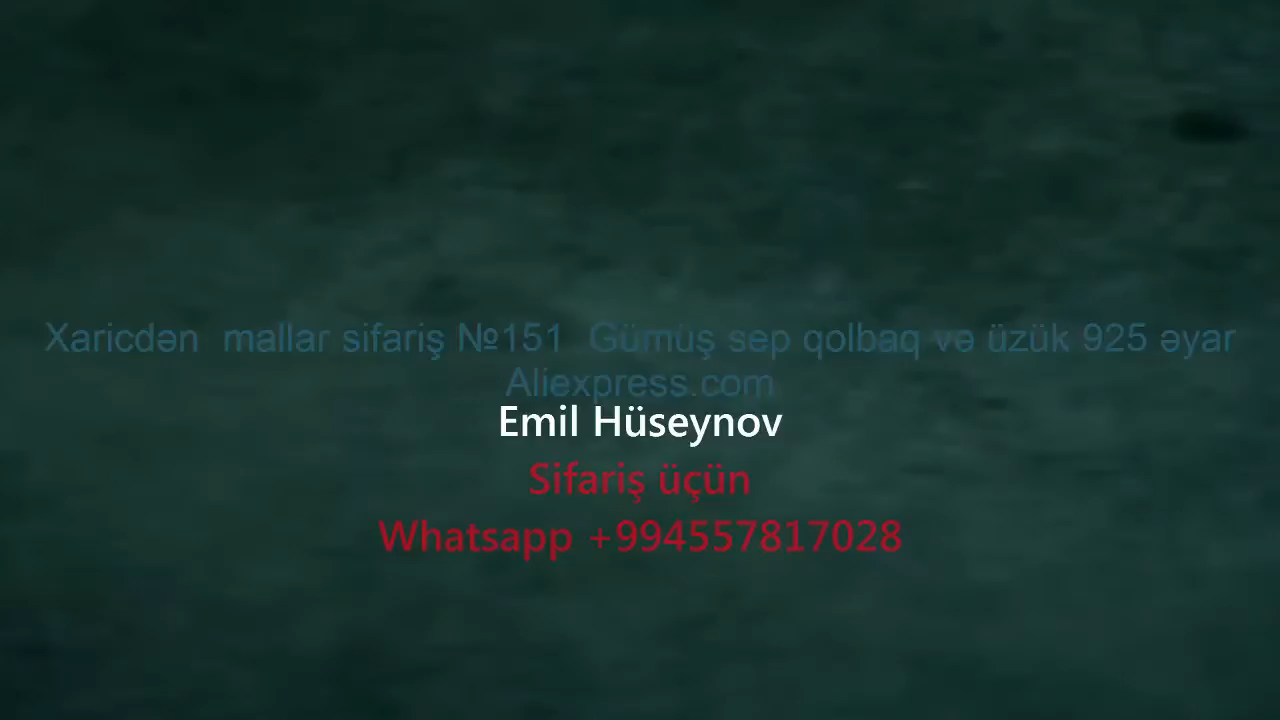 Xaricdən mallar sifariş №151 Gümüş sep qolbaq və üzük 925 əyar
Aliexpress.com
Emil Hüseynov
Sifariş üçün
Whatsapp +994557817028